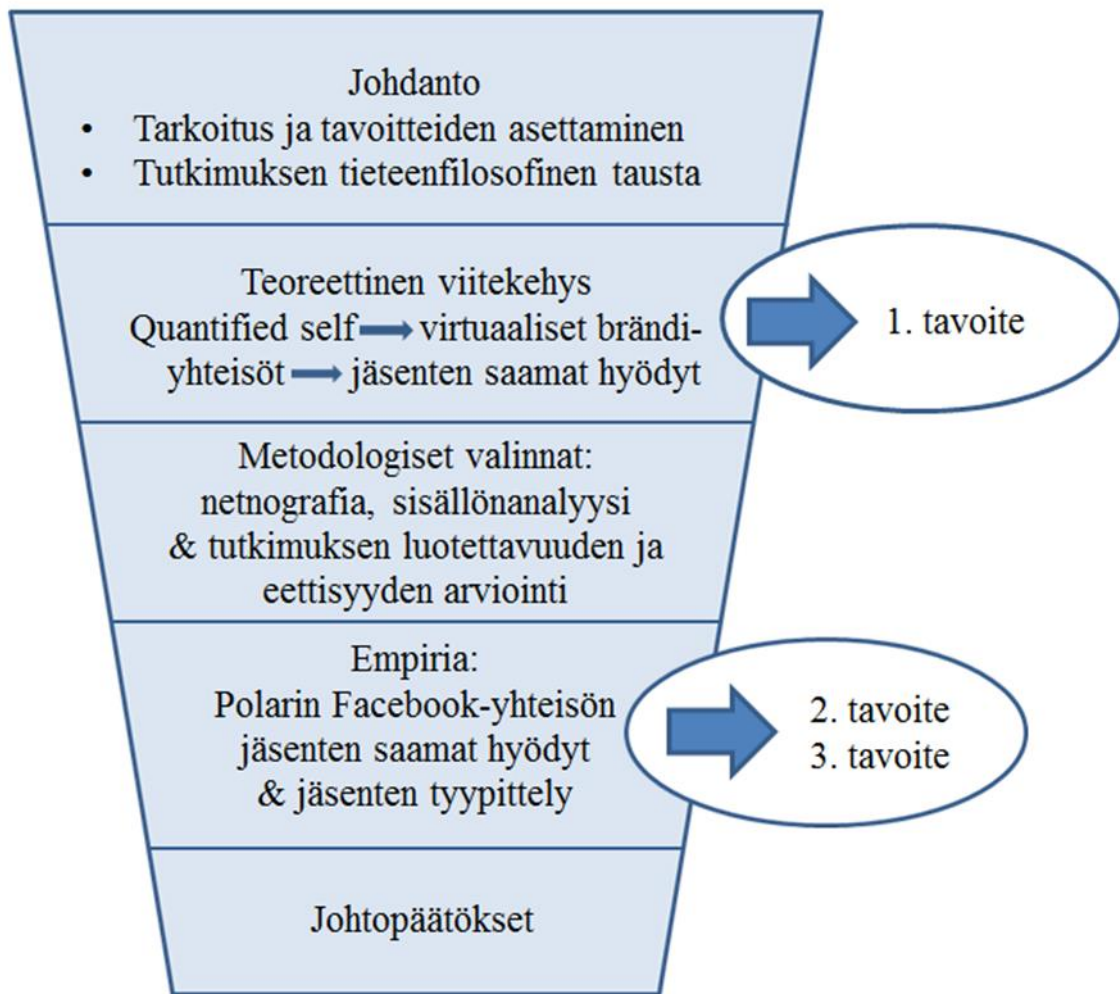 Johdanto
• Tarkoitus ja tavoitteiden asettaminen
• Tutkimuksen tieteenfilosofinen tausta
Teoreettinen viitekehys
Quantified self → virtuaaliset brändi-
yhteisöt → jäsenten saamat hyödyt
1. tavoite
Metodologiset valinnat:
netnografia, sisällönanalyysi
& tutkimuksen luotettavuuden ja
eettisyyden arviointi
Empiria:
Polarin Facebook-yhteisön
jäsenten saamat hyödyt
& jäsenten tyypittely
2. tavoite
3. tavoite
Johtopäätökset